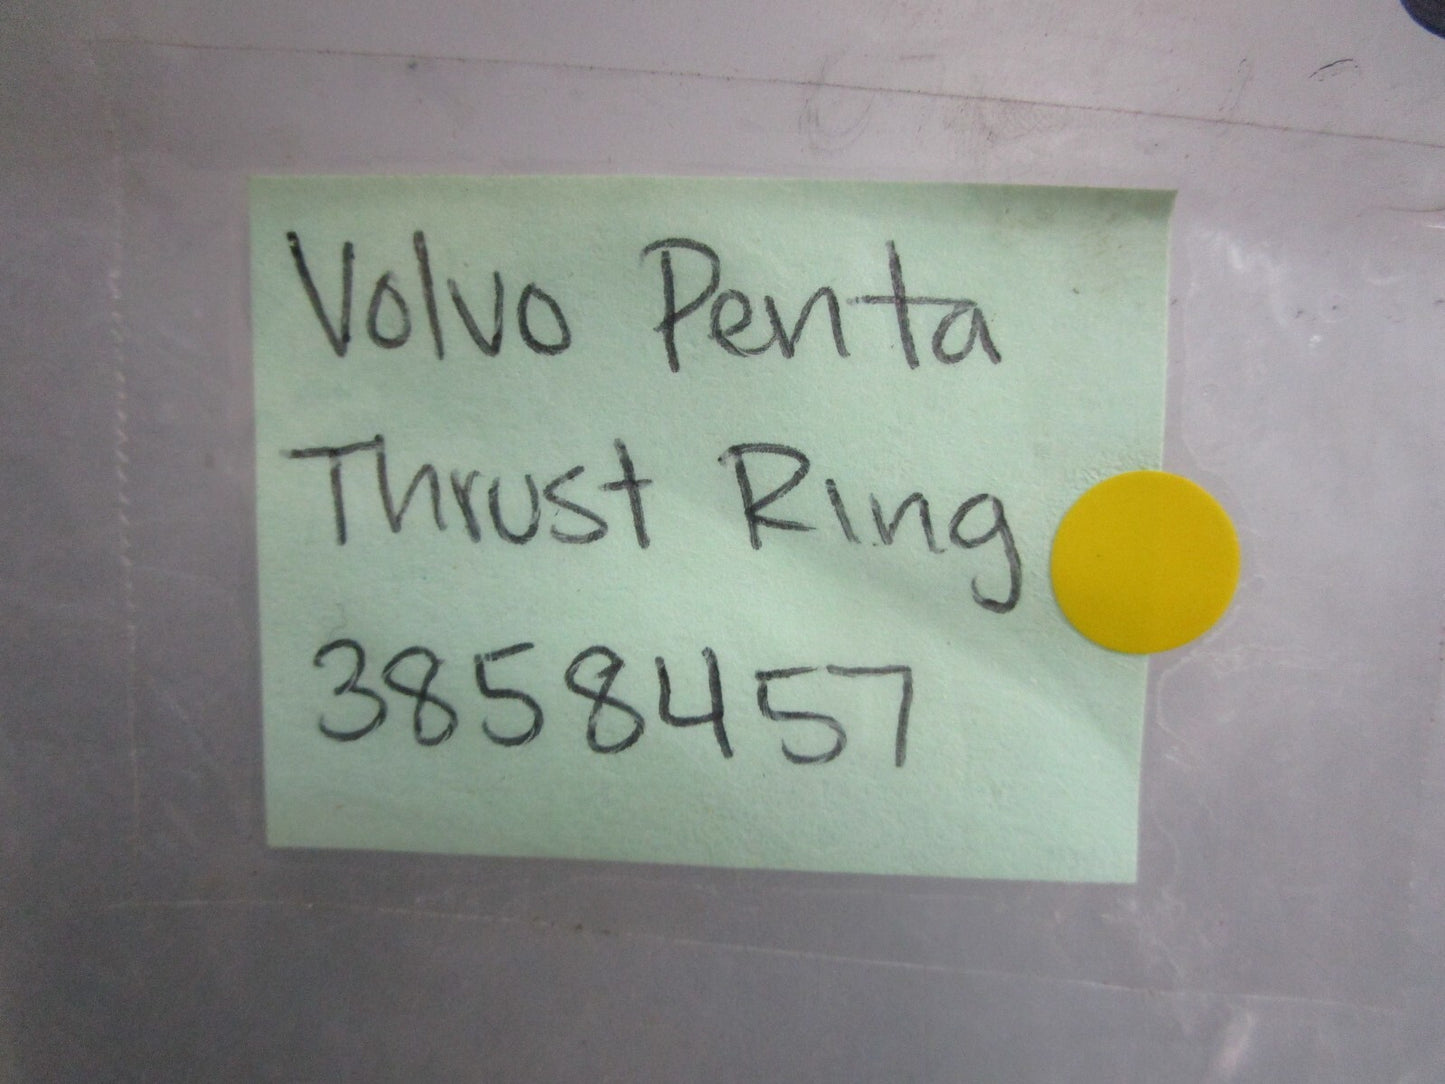 Volvo Penta
Thrust Ring
3858457